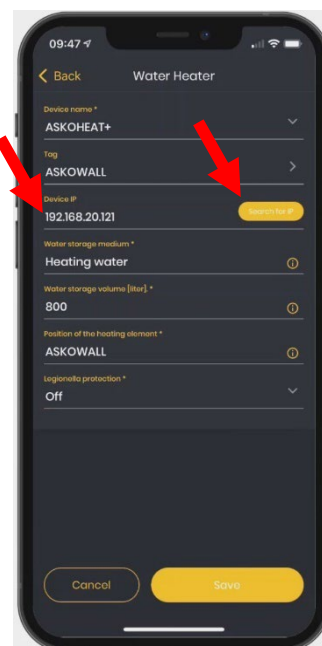 09:47
Back
Water Heater
Device name *
ASKOHEAT+
Tag
ASKOWALL
Device IP
192.168.20.121
Search for IP
Water storage medium *
Heating water
Water storage volume [liter]. *
800
Position of the heating element *
ASKOWALL
Legionella protection *
Off
Cancel
Save